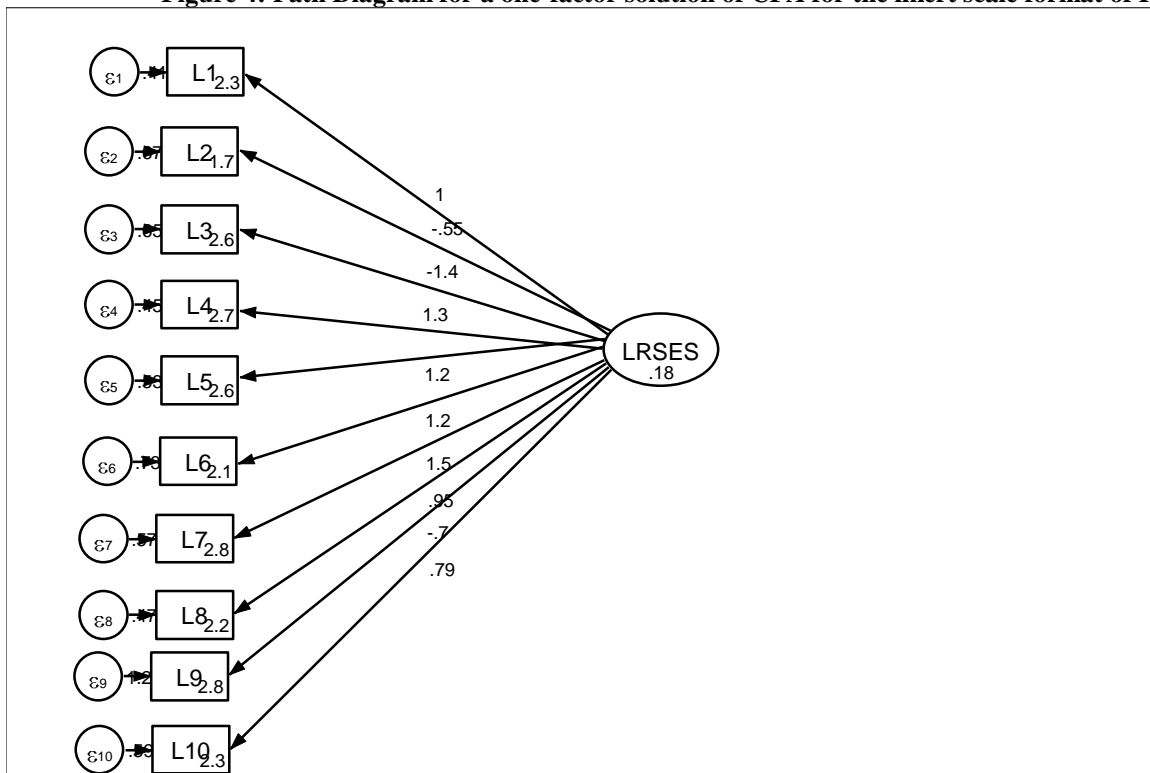 Figure 4. Path Diagram for a one-factor solution of CFA for the likert scale format of
ε1 L1 2.3
ε2 L2 1.7
ε3 L3 2.6
ε4 L4 2.7
ε5 L5 2.6
ε6 L6 2.1
ε7 L7 2.8
ε8 L8 2.2
ε9 1.2 L9 2.8
ε10 L10 2.3
1
-.55
-1.4
1.3
1.2
1.2
1.5
.95
-.7
.79
LRSES
.18